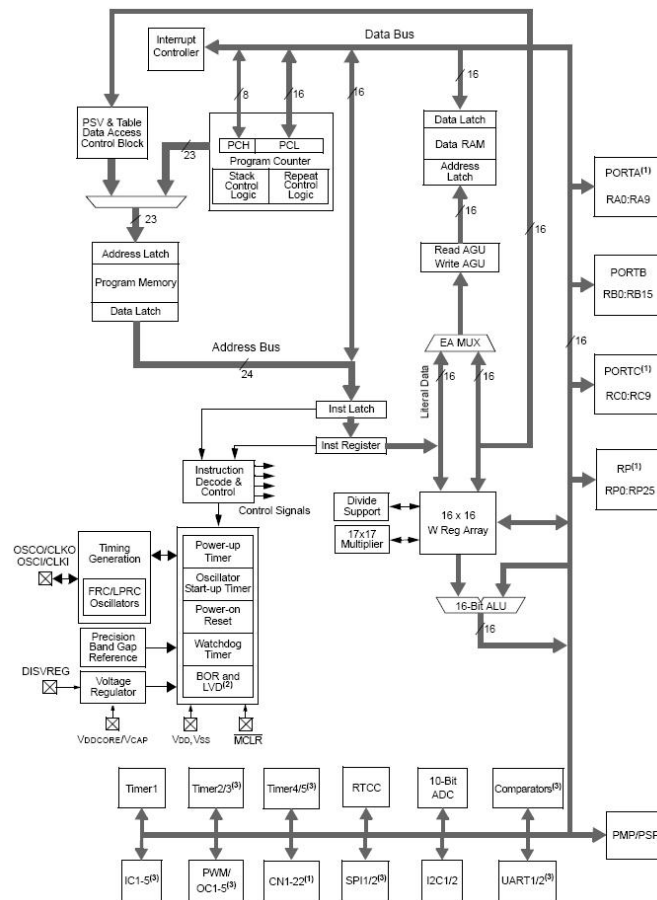 Data Bus
Interrupt
Controller
8
16
16
16
PSV & Table
Data Access
Control Block
23
PCH
PCL
Program Counter
Stack
Control
Logic
Repeat
Control
Logic
Data Latch
Data RAM
Address
Latch
16
16
PORTA(1)
RA0:RA9
23
Address Latch
Program Memory
Data Latch
Read AGU
Write AGU
PORTB
RB0:RB15
Address Bus
24
EA MUX
16
Literal Data
16
16
PORTC(1)
RC0:RC9
Inst Latch
Inst Register
Instruction
Decode &
Control
Control Signals
Divide
Support
17x17
Multiplier
16 x 16
W Reg Array
RP(1)
RP0:RP25
OSCO/CLKO
OSCI/CLKI
Timing
Generation
FRC/LPRC
Oscillators
Power-up
Timer
Oscillator
Start-up Timer
Power-on
Reset
Watchdog
Timer
BOR and
LVD(2)
16-Bit ALU
16
Precision
Band Gap
Reference
DISVREG
Voltage
Regulator
VDDCORE/VCAP
VDD, VSS
MCLR
Timer1
Timer2/3(3)
Timer4/5(3)
RTCC
10-Bit
ADC
Comparators(3)
PMP/PSP
IC1-5(3)
PWM/
OC1-5(3)
CN1-22(1)
SPI1/2(3)
I2C1/2
UART1/2(3)